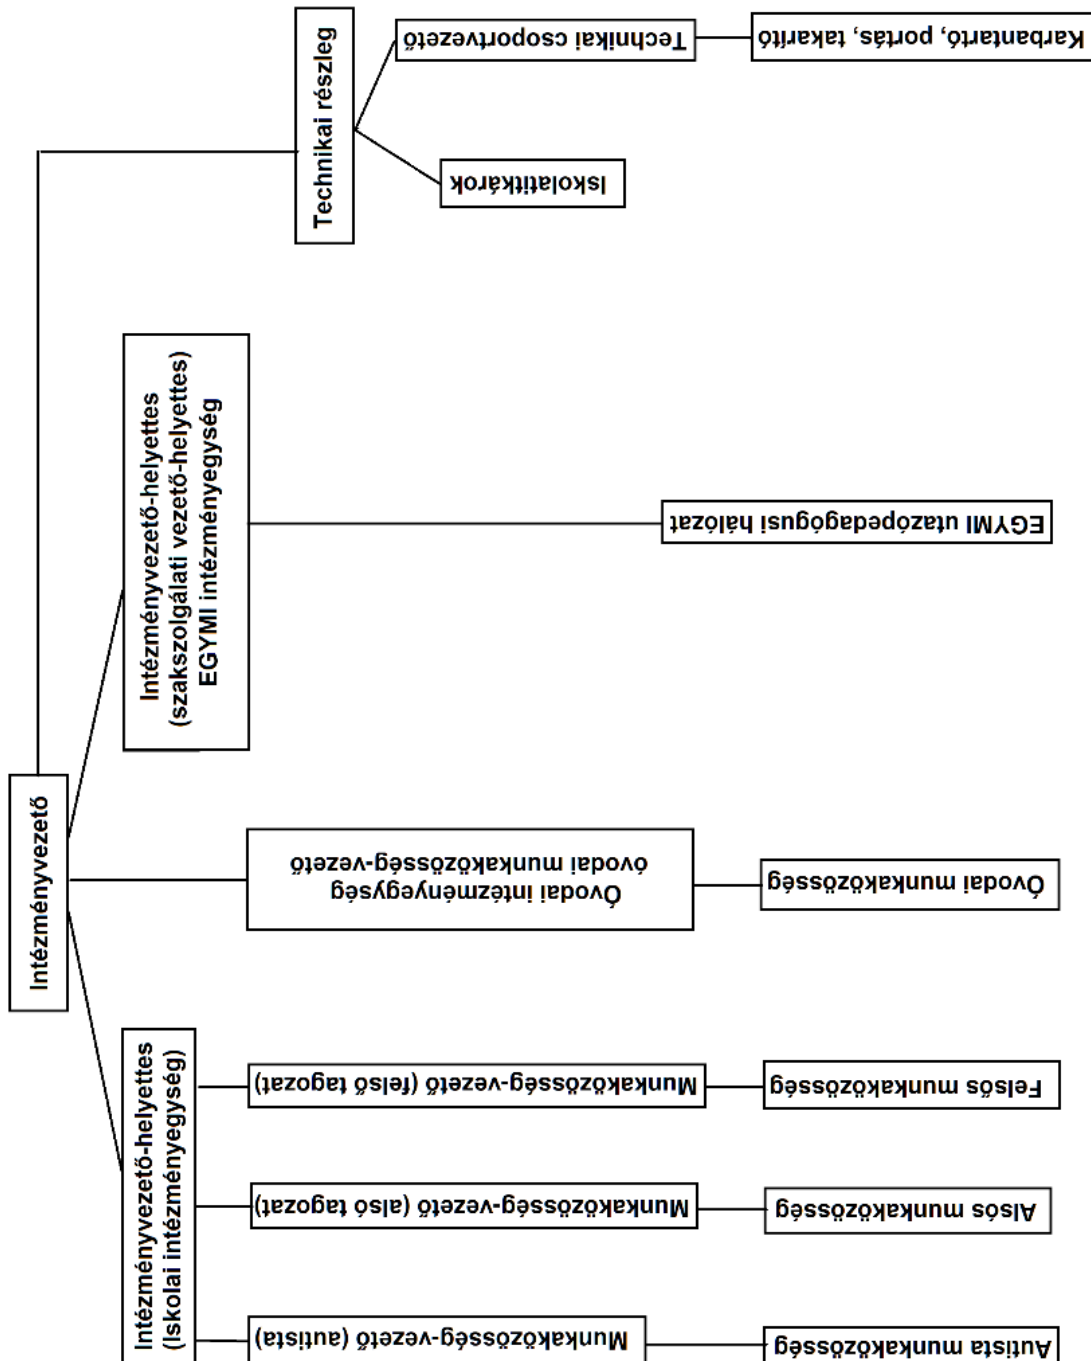 Intézményvezető
Intézményvezető-helyettes
(Iskolai intézményegység)
Munkaközösség-vezető (autista)
Autista munkaközösség
Munkaközösség-vezető (alsó tagozat)
Alsós munkaközösség
Munkaközösség-vezető (felső tagozat)
Felsős munkaközösség
Óvodai intézményegység
óvodai munkaközösség-vezető
Óvodai munkaközösség
Intézményvezető-helyettes
(szakszolgálati vezető-helyettes)
EGYMI intézményegység
EGYMI utazópedagógusi hálózat
Technikai részleg
Iskolatitkárok
Technikai csoportvezető
Karbantartó, portás, takarító